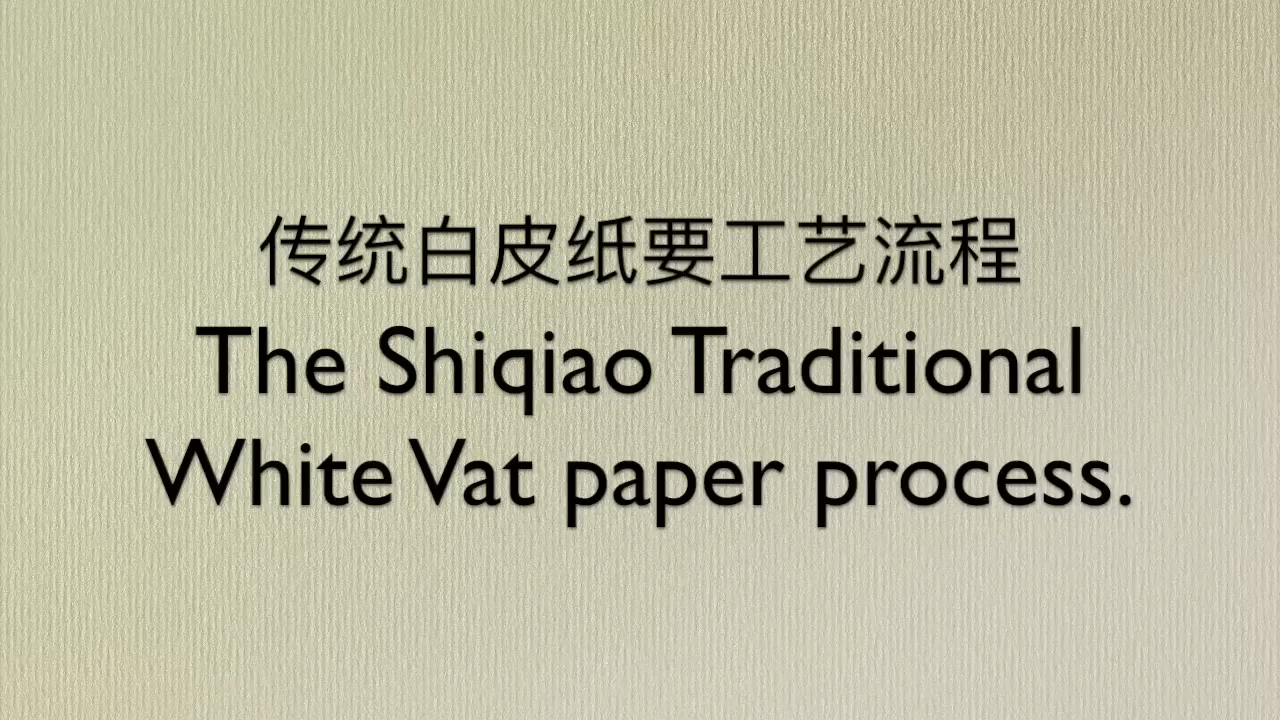 传统白皮纸要工艺流程
The Shiqiao Traditional
White Vat paper process.